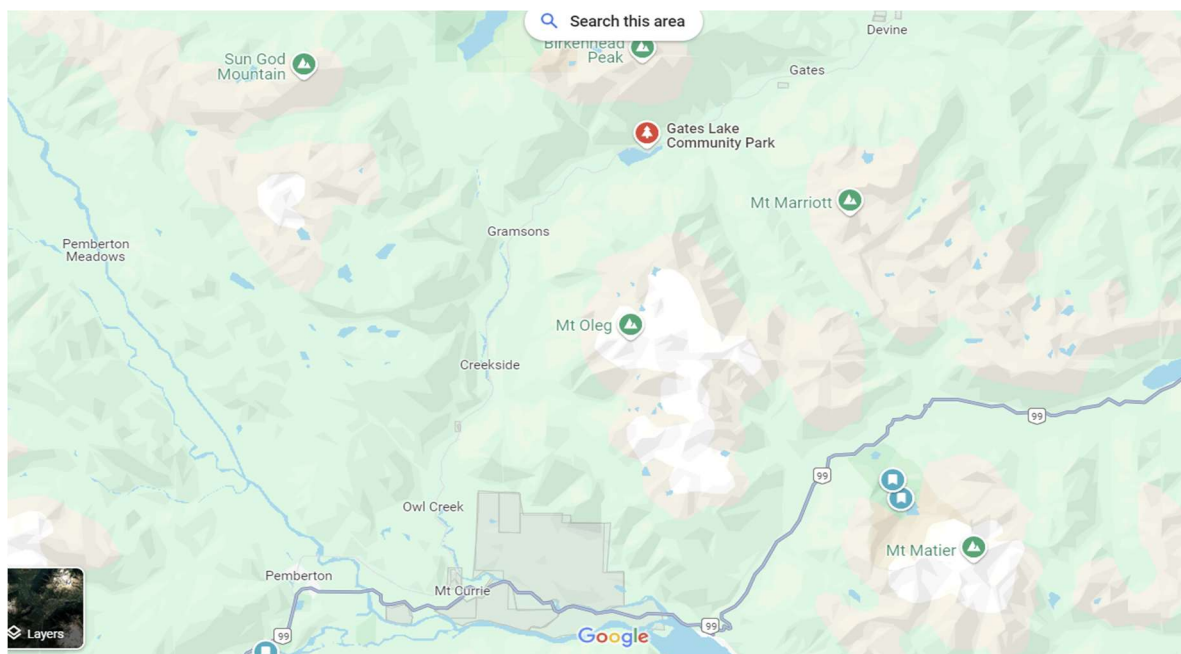 Search this area
Devine
Birkenhead
Peak
Sun God
Mountain
Gates
Gates Lake
Community Park
Mt Marriott
Gramsons
Pemberton
Meadows
Mt Oleg
Creekside
99
99
Owl Creek
Mt Matier
Pemberton
Mt Currie
99
99
Layers
Google